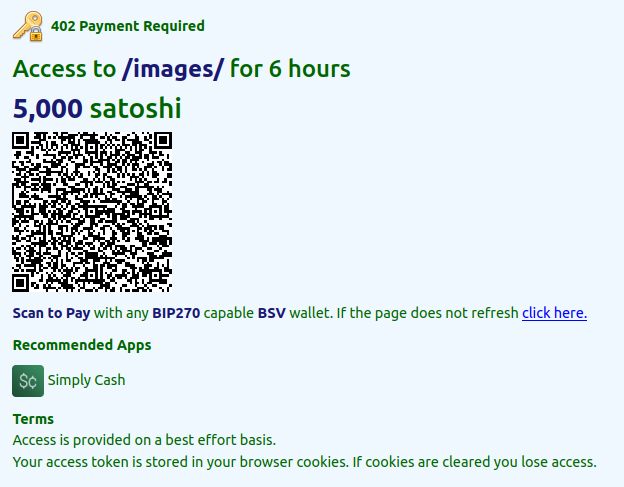 402 Payment Required
Access to /images/ for 6 hours
5,000 satoshi
Scan to Pay with any BIP270 capable BSV wallet. If the page does not refresh click here.
Recommended Apps
$¢ Simply Cash
Terms
Access is provided on a best effort basis.
Your access token is stored in your browser cookies. If cookies are cleared you lose access.